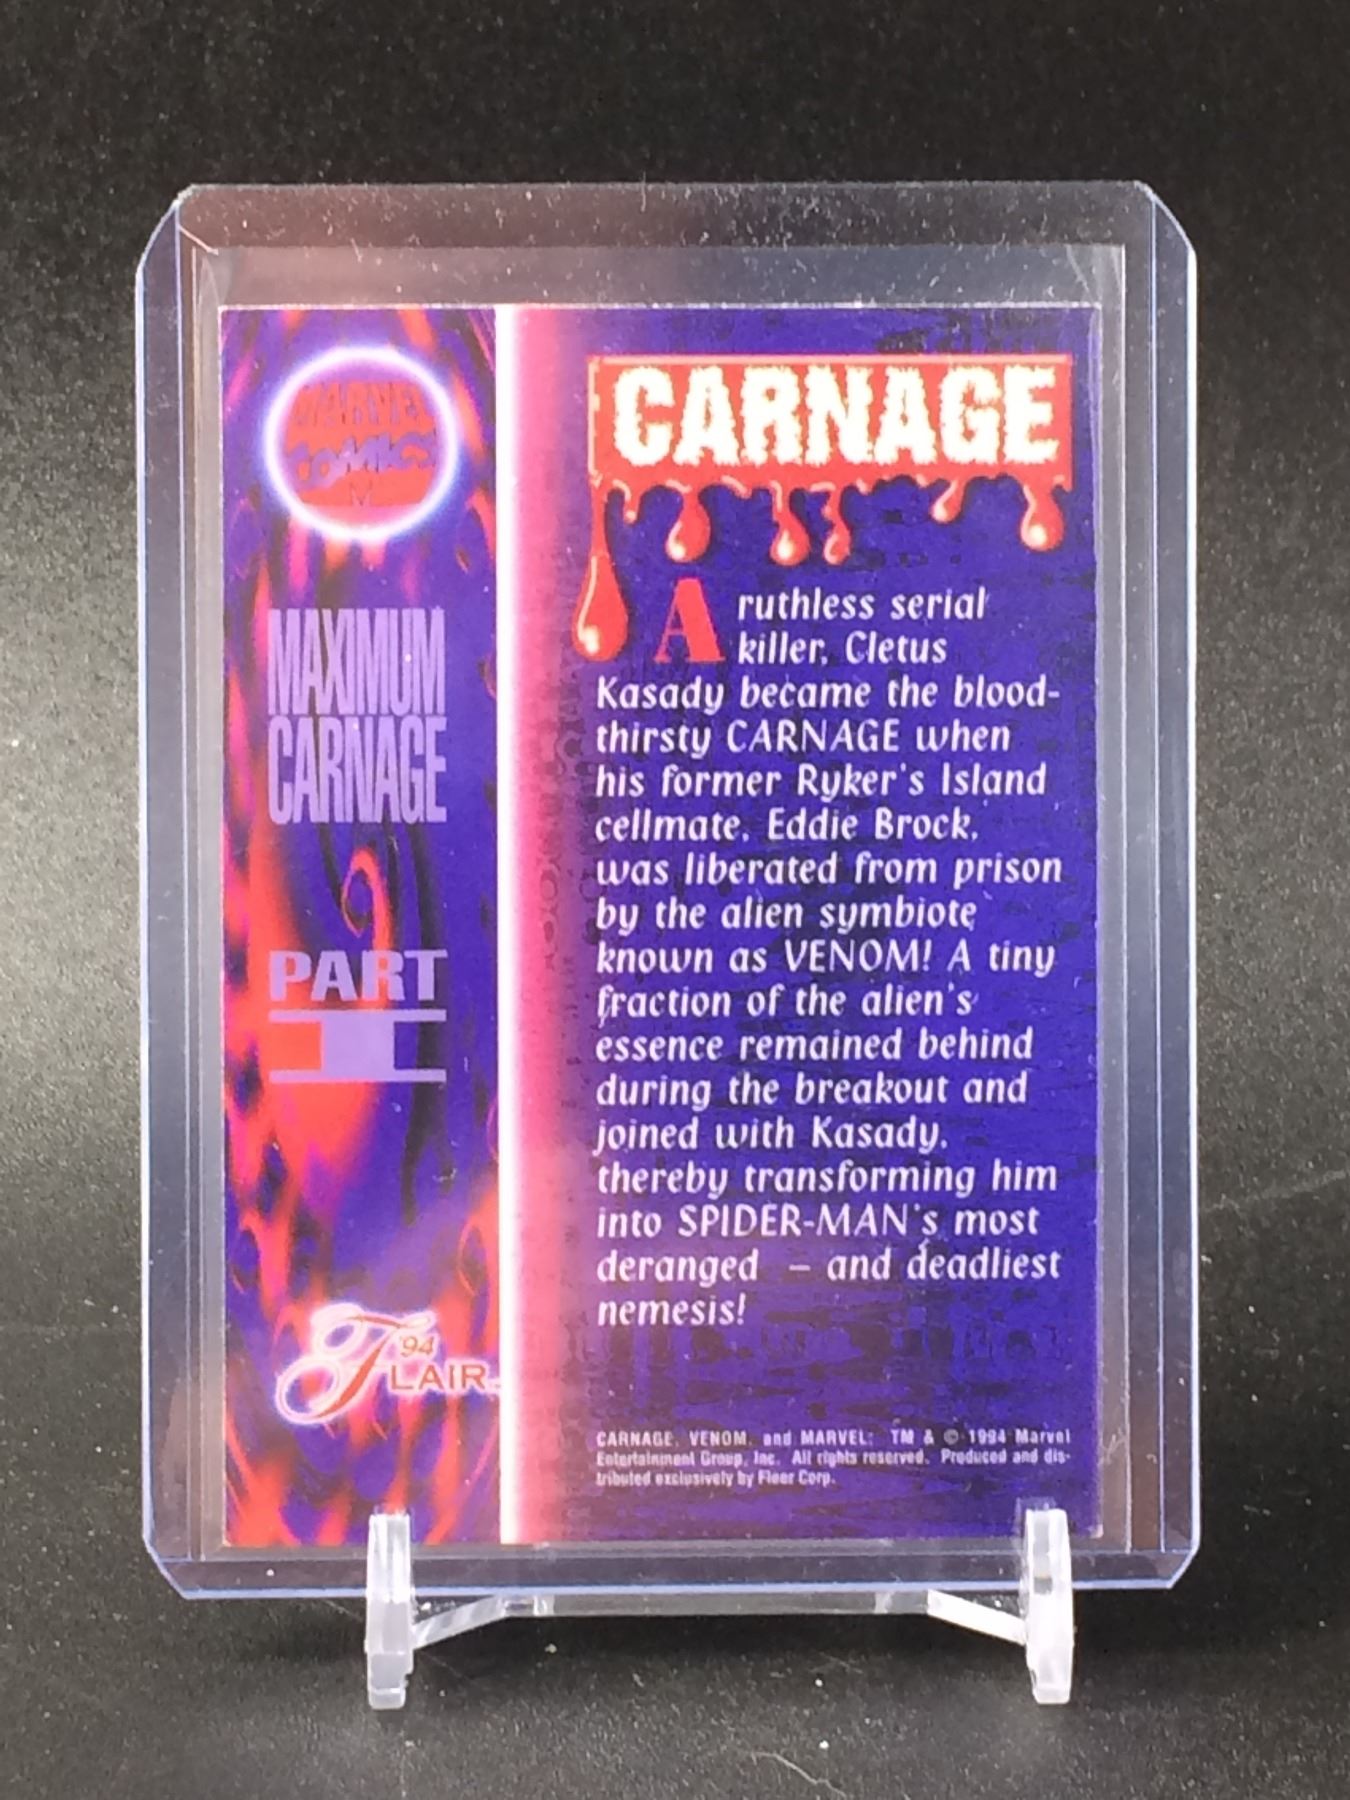 MARVEL
COMICS
MAXIMUM
CARNAGE
PART
I
'94
FLAIR
CARNAGE
A ruthless serial
killer, Cletus
Kasady became the blood-
thirsty CARNAGE when
his former Ryker's Island
cellmate, Eddie Brock,
was liberated from prison
by the alien symbiote
known as VENOM! A tiny
fraction of the alien's
essence remained behind
during the breakout and
joined with Kasady,
thereby transforming him
into SPIDER-MAN's most
deranged – and deadliest
nemesis!
CARNAGE, VENOM, and MARVEL: TM & © 1994 Marvel
Entertainment Group, Inc. All rights reserved. Produced and dis-
tributed exclusively by Fleer Corp.